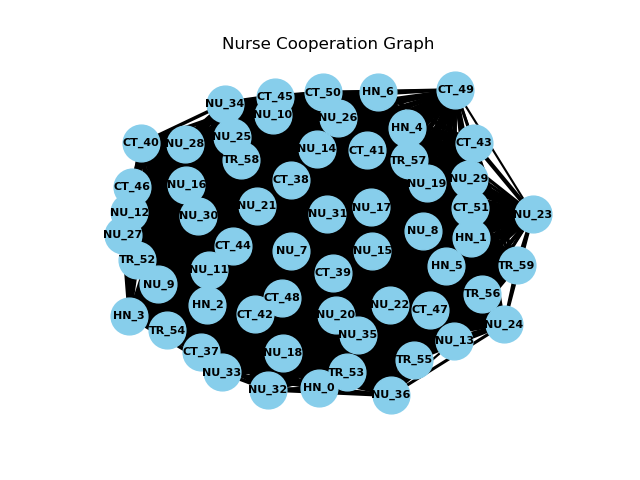 Nurse Cooperation Graph
CT_49
CT_50
HN_6
CT_45
NU_34
NU_10
NU_26
HN_4
NU_25
CT_40
NU_28
CT_43
NU_14
CT_41
TR_58
TR_57
CT_38
NU_29
NU_19
NU_16
CT_46
NU_21
NU_17
CT_51
NU_12
NU_31
NU_23
NU_30
NU_8
NU_27
HN_1
CT_44
NU_7
NU_15
TR_52
TR_59
HN_5
NU_11
CT_39
NU_9
TR_56
CT_48
HN_2
NU_22
CT_47
CT_42
NU_20
HN_3
NU_24
TR_54
NU_35
NU_13
CT_37
NU_18
TR_55
NU_33
TR_53
HN_0
NU_32
NU_36